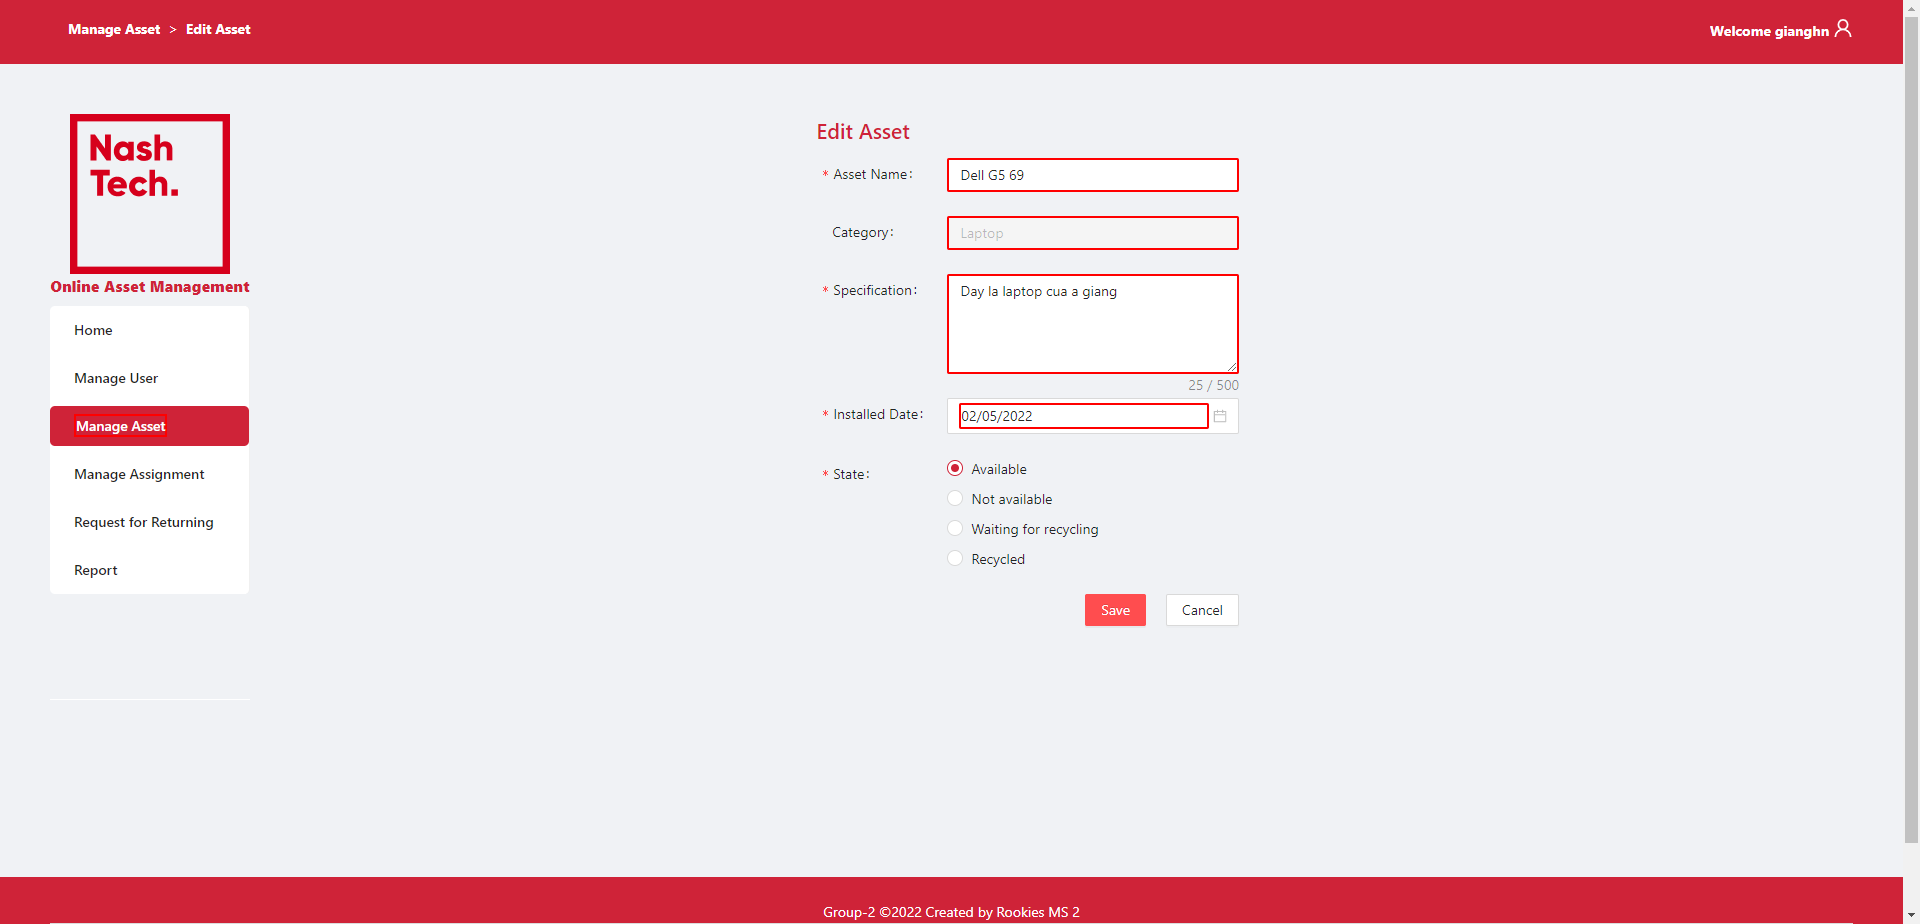 Manage Asset > Edit Asset
Welcome gianghn
Nash
Tech.
Online Asset Management
Home
Manage User
Manage Asset
Manage Assignment
Request for Returning
Report
Edit Asset
* Asset Name:
Dell G5 69
Category:
Laptop
* Specification:
Day la laptop cua a giang
25 / 500
* Installed Date:
02/05/2022
* State:
Available
Not available
Waiting for recycling
Recycled
Save
Cancel
Group-2 ©2022 Created by Rookies MS 2